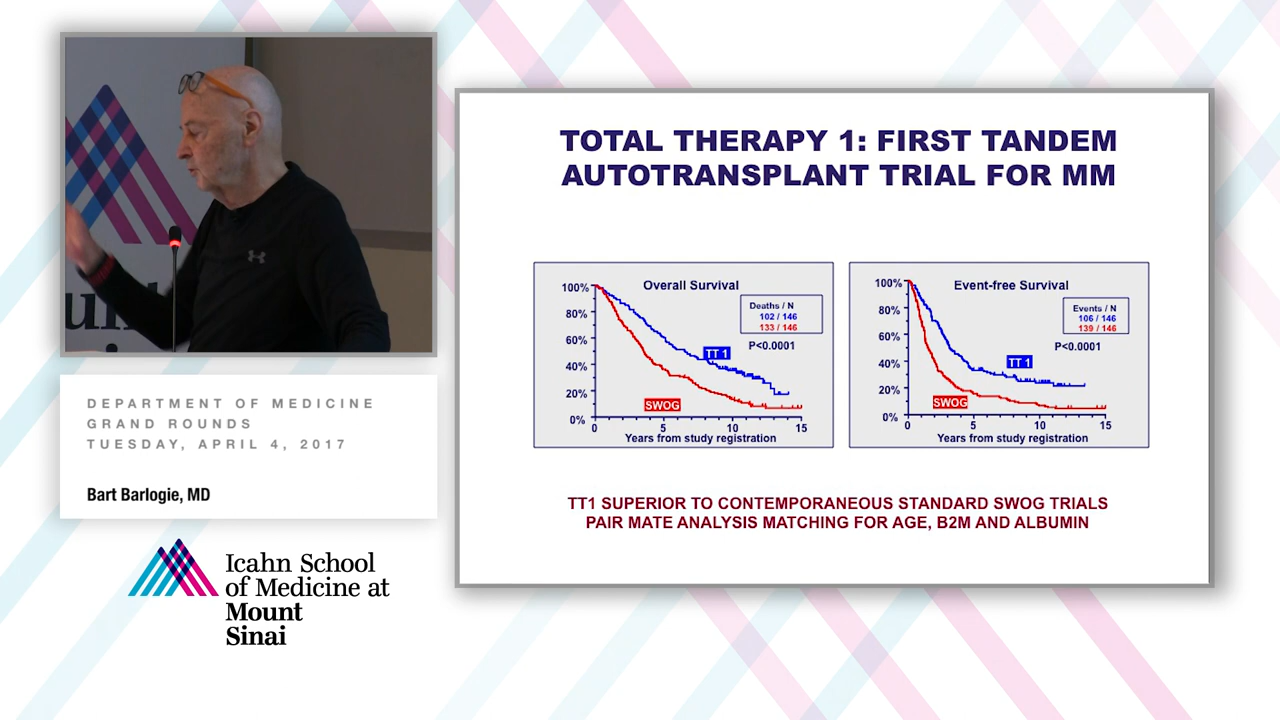 DEPARTMENT OF MEDICINE
GRAND ROUNDS
TUESDAY, APRIL 4, 2017
Bart Barlogie, MD
Icahn School
of Medicine at
Mount
Sinai
TOTAL THERAPY 1: FIRST TANDEM
AUTOTRANSPLANT TRIAL FOR MM
Overall Survival
100%
80%
60%
40%
20%
0%
Deaths / N
102 / 146
133 / 146
P<0.0001
TT 1
SWOG
0 5 10 15
Years from study registration
Event-free Survival
100%
80%
60%
40%
20%
0%
Events / N
106 / 146
139 / 146
P<0.0001
TT 1
SWOG
0 5 10 15
Years from study registration
TT1 SUPERIOR TO CONTEMPORANEOUS STANDARD SWOG TRIALS
PAIR MATE ANALYSIS MATCHING FOR AGE, B2M AND ALBUMIN